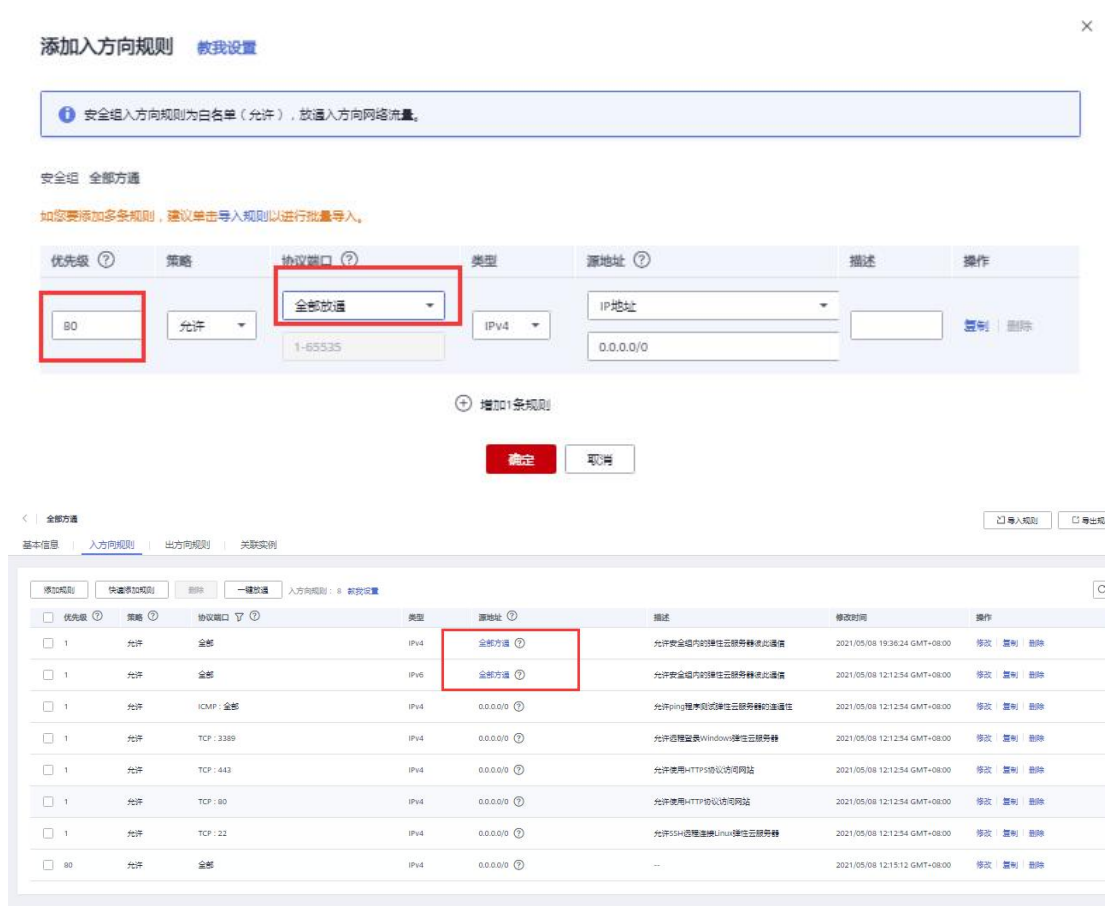 添加入方向规则 教我设置
安全组入方向规则为白名单（允许），放通入方向网络流量。
安全组 全部方通
如您要添加多条规则，建议单击导入规则以进行批量导入。
优先级 策略 协议端口 类型 源地址 描述 操作
80 允许 全部放通 IPv4 IP地址 复制 删除
1-65535 0.0.0.0/0
增加1条规则
确定 取消
全部方通 导入规则 导出规
基本信息 入方向规则 出方向规则 关联实例
添加规则 快速添加规则 删除 一键放通 入方向规则：8 教我设置
优先级 策略 协议端口 类型 源地址 描述 修改时间 操作
1 允许 全部 IPv4 全部方通 允许安全组内的弹性云服务器彼此通信 2021/05/08 19:36:24 GMT+08:00 修改 复制 删除
1 允许 全部 IPv6 全部方通 允许安全组内的弹性云服务器彼此通信 2021/05/08 12:12:54 GMT+08:00 修改 复制 删除
1 允许 ICMP : 全部 IPv4 0.0.0.0/0 允许ping程序测试弹性云服务器的连通性 2021/05/08 12:12:54 GMT+08:00 修改 复制 删除
1 允许 TCP : 3389 IPv4 0.0.0.0/0 允许远程登录Windows弹性云服务器 2021/05/08 12:12:54 GMT+08:00 修改 复制 删除
1 允许 TCP : 443 IPv4 0.0.0.0/0 允许使用HTTPS协议访问网站 2021/05/08 12:12:54 GMT+08:00 修改 复制 删除
1 允许 TCP : 80 IPv4 0.0.0.0/0 允许使用HTTP协议访问网站 2021/05/08 12:12:54 GMT+08:00 修改 复制 删除
1 允许 TCP : 22 IPv4 0.0.0.0/0 允许SSH远程连接Linux弹性云服务器 2021/05/08 12:12:54 GMT+08:00 修改 复制 删除
80 允许 全部 IPv4 0.0.0.0/0 -- 2021/05/08 12:15:12 GMT+08:00 修改 复制 删除